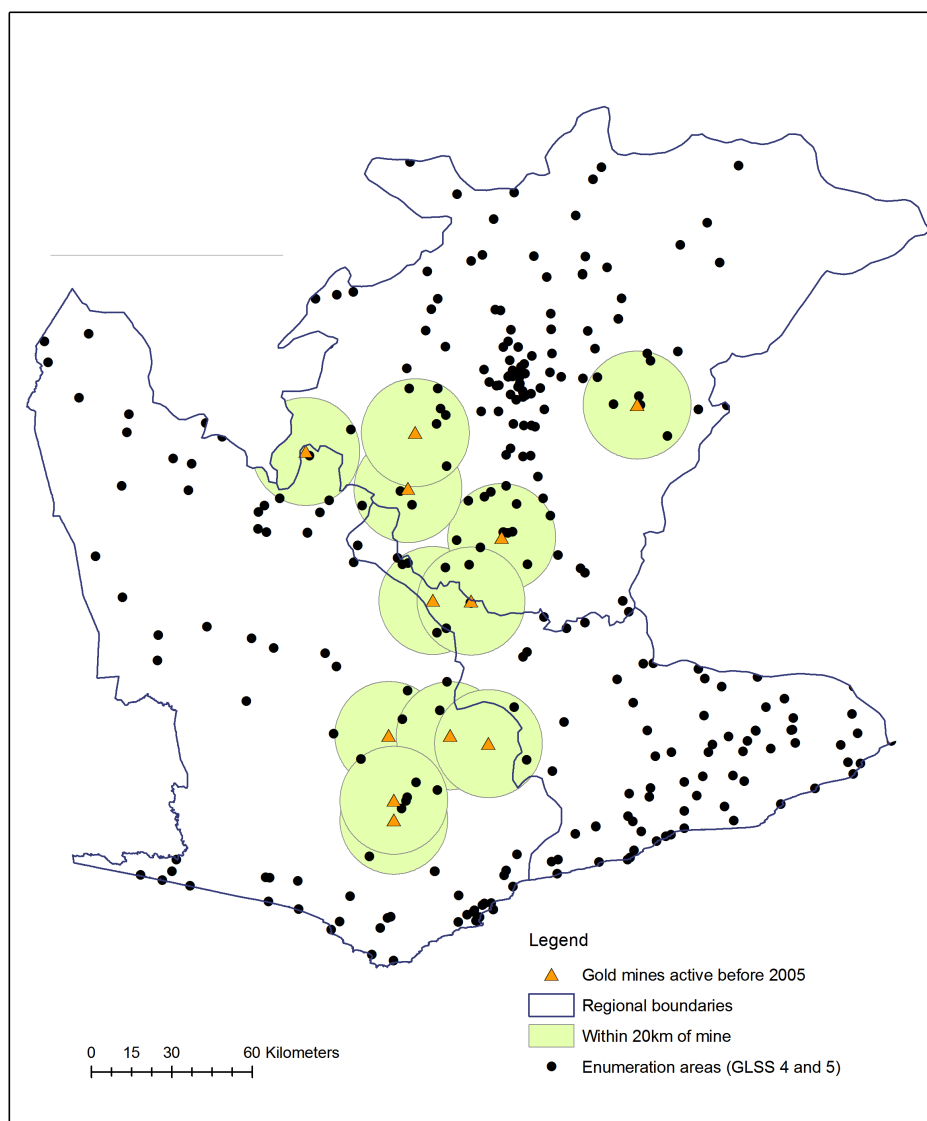 Legend
Gold mines active before 2005
Regional boundaries
Within 20km of mine
Enumeration areas (GLSS 4 and 5)
0 15 30 60 Kilometers